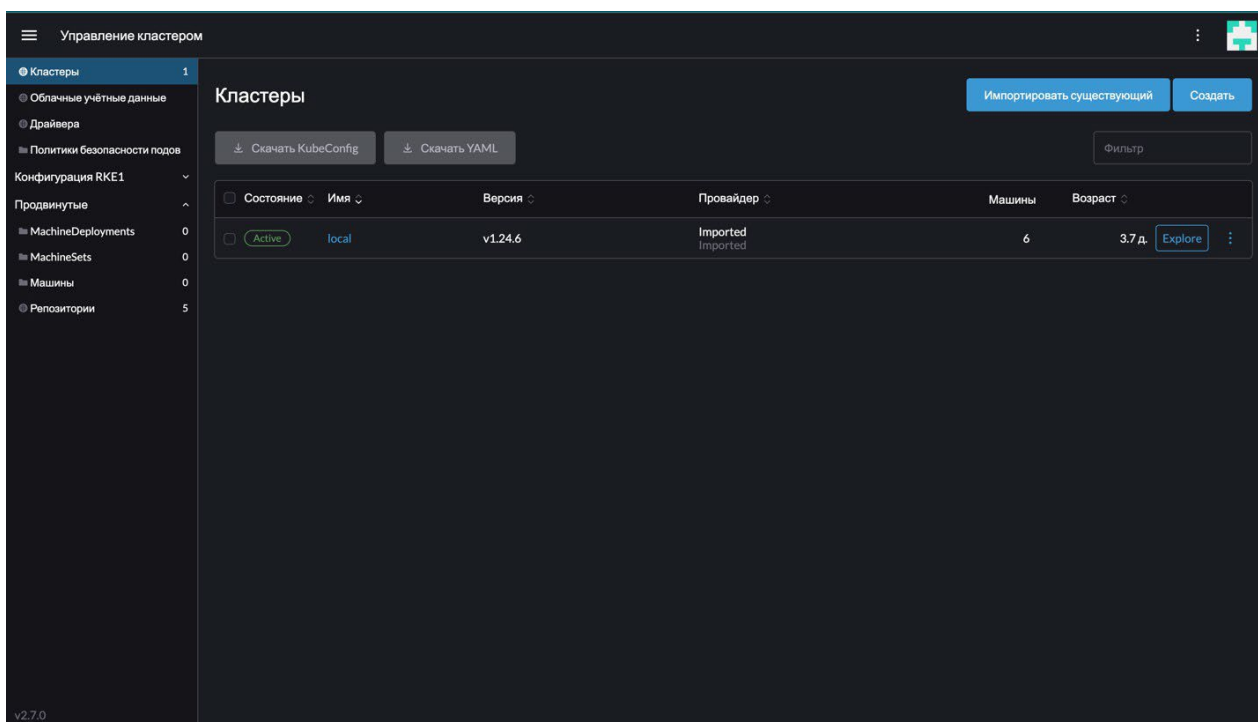 Управление кластером
Кластеры 1
Облачные учётные данные
Драйвера
Политики безопасности подов
Конфигурация RKE1
Продвинутые
MachineDeployments 0
MachineSets 0
Машины 0
Репозитории 5
v2.7.0
Кластеры
Импортировать существующий Создать
Скачать KubeConfig Скачать YAML Фильтр
Состояние Имя Версия Провайдер Машины Возраст
Active local v1.24.6 Imported 6 3.7 д. Explore
Imported